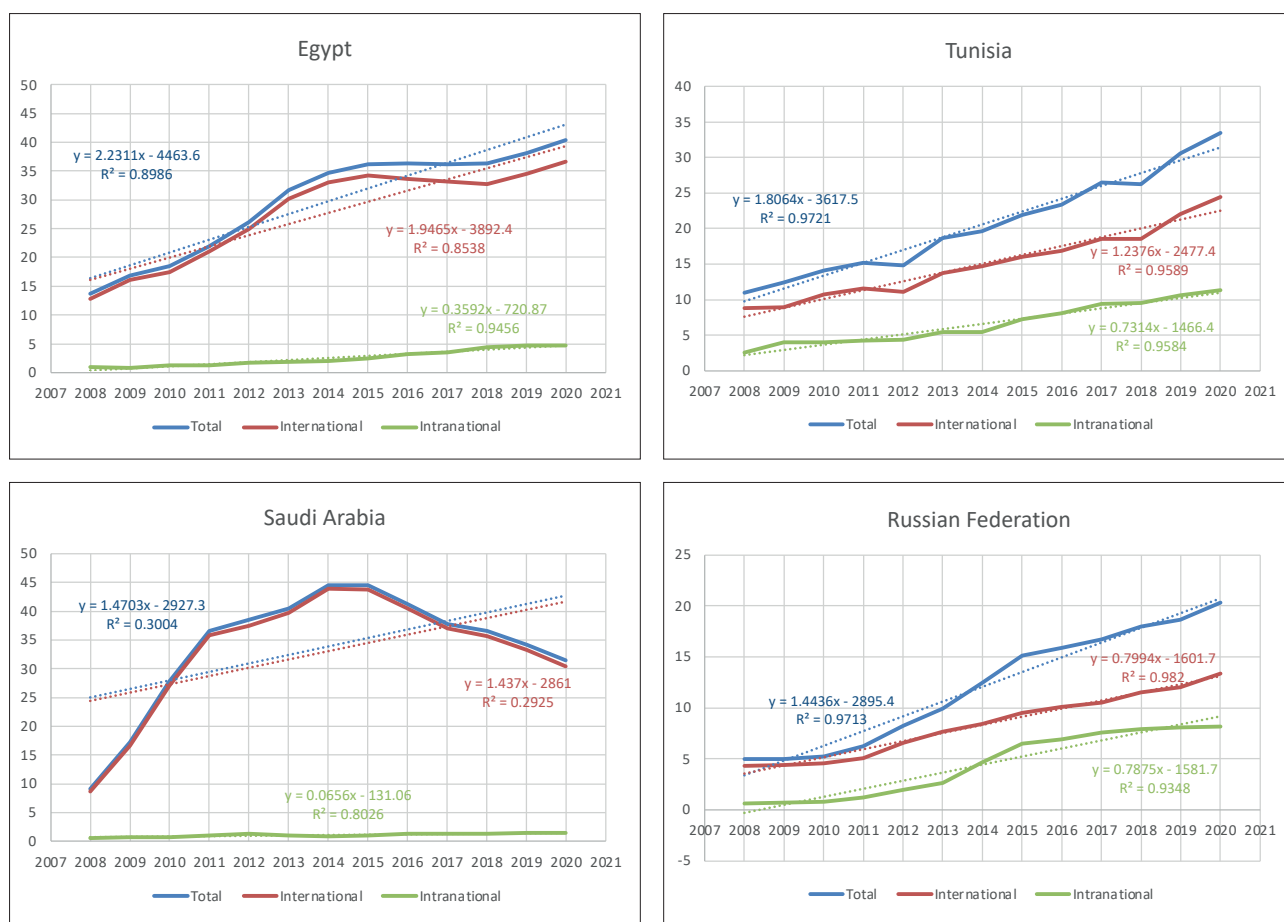 Egypt
50
45
40
35
30
25
20
15
10
5
0
y = 2.2311x - 4463.6
R² = 0.8986
y = 1.9465x - 3892.4
R² = 0.8538
y = 0.3592x - 720.87
R² = 0.9456
2007 2008 2009 2010 2011 2012 2013 2014 2015 2016 2017 2018 2019 2020 2021
Total International Intranational
Tunisia
40
35
30
25
20
15
10
5
0
y = 1.8064x - 3617.5
R² = 0.9721
y = 1.2376x - 2477.4
R² = 0.9589
y = 0.7314x - 1466.4
R² = 0.9584
2007 2008 2009 2010 2011 2012 2013 2014 2015 2016 2017 2018 2019 2020 2021
Total International Intranational
Saudi Arabia
50
45
40
35
30
25
20
15
10
5
0
y = 1.4703x - 2927.3
R² = 0.3004
y = 1.437x - 2861
R² = 0.2925
y = 0.0656x - 131.06
R² = 0.8026
2007 2008 2009 2010 2011 2012 2013 2014 2015 2016 2017 2018 2019 2020 2021
Total International Intranational
Russian Federation
25
20
15
10
5
0
-5
y = 1.4436x - 2895.4
R² = 0.9713
y = 0.7994x - 1601.7
R² = 0.982
y = 0.7875x - 1581.7
R² = 0.9348
2007 2008 2009 2010 2011 2012 2013 2014 2015 2016 2017 2018 2019 2020 2021
Total International Intranational